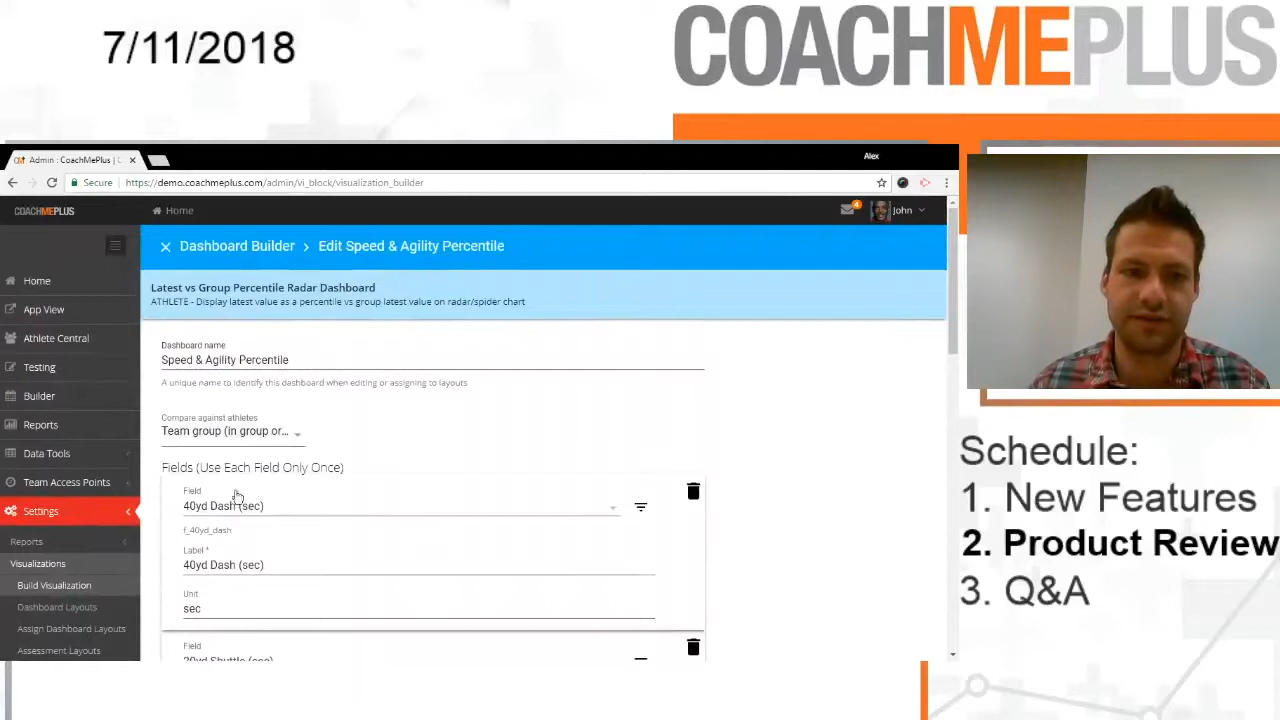 7/11/2018
COACHMEPLUS
Admin : CoachMePlus | C
Alex
Secure
https://demo.coachmeplus.com/admin/vi_block/visualization_builder
COACHMEPLUS
Home
4
John
Dashboard Builder > Edit Speed & Agility Percentile
Home
App View
Athlete Central
Testing
Builder
Reports
Data Tools
Team Access Points
Settings
Reports
Visualizations
Build Visualization
Dashboard Layouts
Assign Dashboard Layouts
Assessment Layouts
Latest vs Group Percentile Radar Dashboard
ATHLETE - Display latest value as a percentile vs group latest value on radar/spider chart
Dashboard name
Speed & Agility Percentile
A unique name to identify this dashboard when editing or assigning to layouts
Compare against athletes
Team group (in group or...
Fields (Use Each Field Only Once)
Field
40yd Dash (sec)
f_40yd_dash
Label *
40yd Dash (sec)
Unit
sec
Field
20yd Shuttle (sec)
Schedule:
1. New Features
2. Product Review
3. Q&A